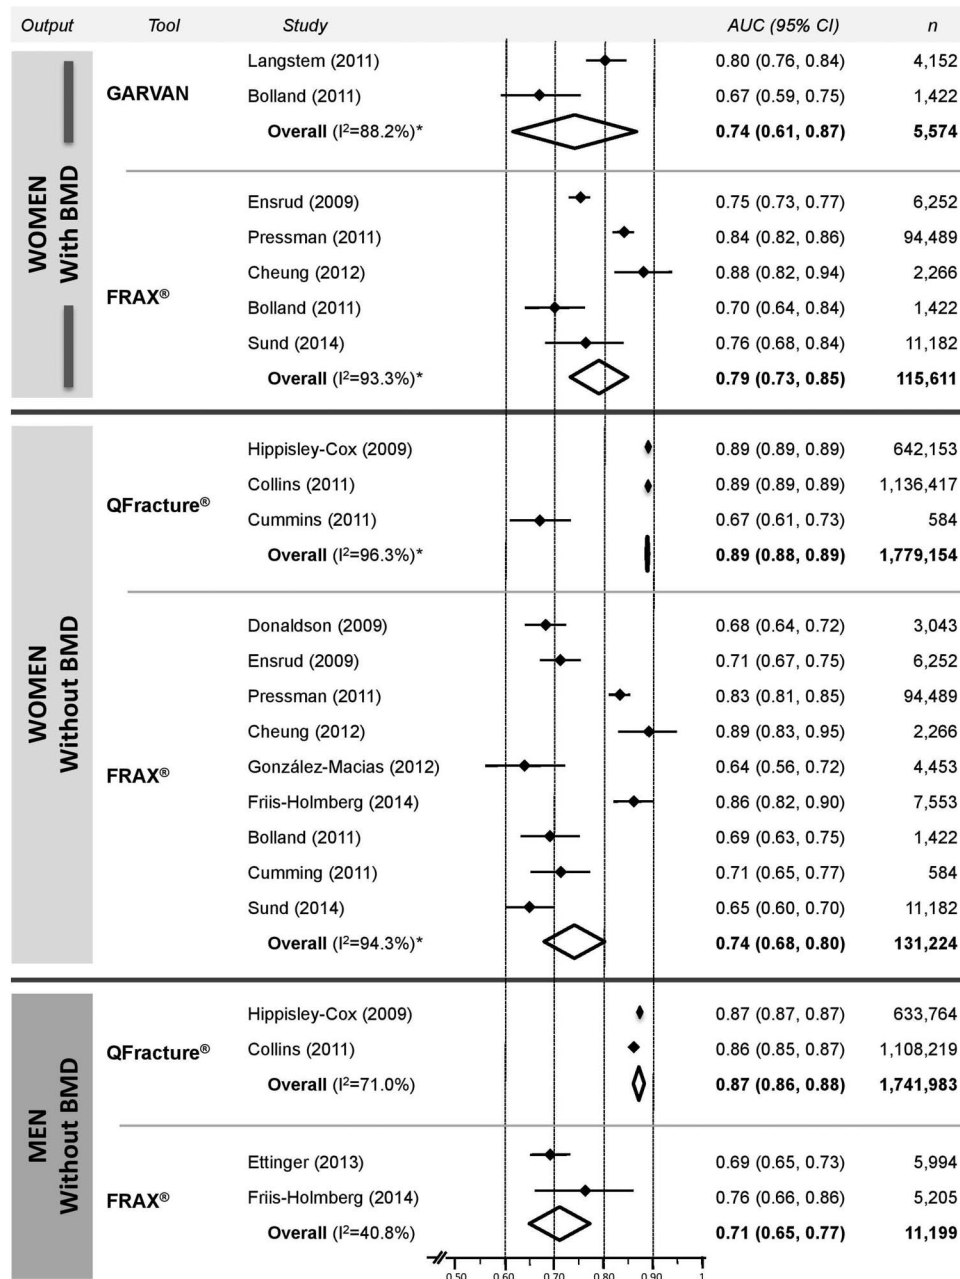 Output Tool Study AUC (95% CI) n
WOMEN
With BMD
GARVAN
Langstem (2011) 0.80 (0.76, 0.84) 4,152
Bolland (2011) 0.67 (0.59, 0.75) 1,422
Overall (I²=88.2%)* 0.74 (0.61, 0.87) 5,574
FRAX®
Ensrud (2009) 0.75 (0.73, 0.77) 6,252
Pressman (2011) 0.84 (0.82, 0.86) 94,489
Cheung (2012) 0.88 (0.82, 0.94) 2,266
Bolland (2011) 0.70 (0.64, 0.84) 1,422
Sund (2014) 0.76 (0.68, 0.84) 11,182
Overall (I²=93.3%)* 0.79 (0.73, 0.85) 115,611
WOMEN
Without BMD
QFracture®
Hippisley-Cox (2009) 0.89 (0.89, 0.89) 642,153
Collins (2011) 0.89 (0.89, 0.89) 1,136,417
Cummins (2011) 0.67 (0.61, 0.73) 584
Overall (I²=96.3%)* 0.89 (0.88, 0.89) 1,779,154
FRAX®
Donaldson (2009) 0.68 (0.64, 0.72) 3,043
Ensrud (2009) 0.71 (0.67, 0.75) 6,252
Pressman (2011) 0.83 (0.81, 0.85) 94,489
Cheung (2012) 0.89 (0.83, 0.95) 2,266
González-Macias (2012) 0.64 (0.56, 0.72) 4,453
Friis-Holmberg (2014) 0.86 (0.82, 0.90) 7,553
Bolland (2011) 0.69 (0.63, 0.75) 1,422
Cumming (2011) 0.71 (0.65, 0.77) 584
Sund (2014) 0.65 (0.60, 0.70) 11,182
Overall (I²=94.3%)* 0.74 (0.68, 0.80) 131,224
MEN
Without BMD
QFracture®
Hippisley-Cox (2009) 0.87 (0.87, 0.87) 633,764
Collins (2011) 0.86 (0.85, 0.87) 1,108,219
Overall (I²=71.0%) 0.87 (0.86, 0.88) 1,741,983
FRAX®
Ettinger (2013) 0.69 (0.65, 0.73) 5,994
Friis-Holmberg (2014) 0.76 (0.66, 0.86) 5,205
Overall (I²=40.8%) 0.71 (0.65, 0.77) 11,199
0.50 0.60 0.70 0.80 0.90 1